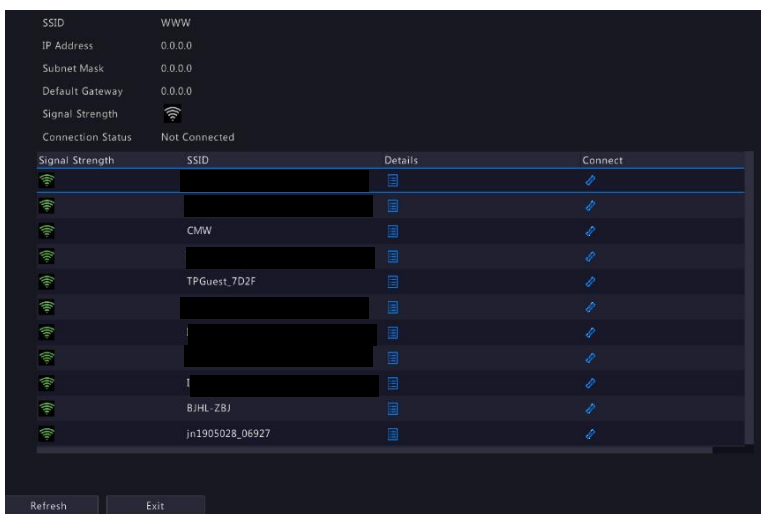 SSID WWW
IP Address 0.0.0.0
Subnet Mask 0.0.0.0
Default Gateway 0.0.0.0
Signal Strength
Connection Status Not Connected
Signal Strength SSID Details Connect
CMW
TPGuest_7D2F
BJHL-ZBJ
jn1905028_06927
Refresh Exit